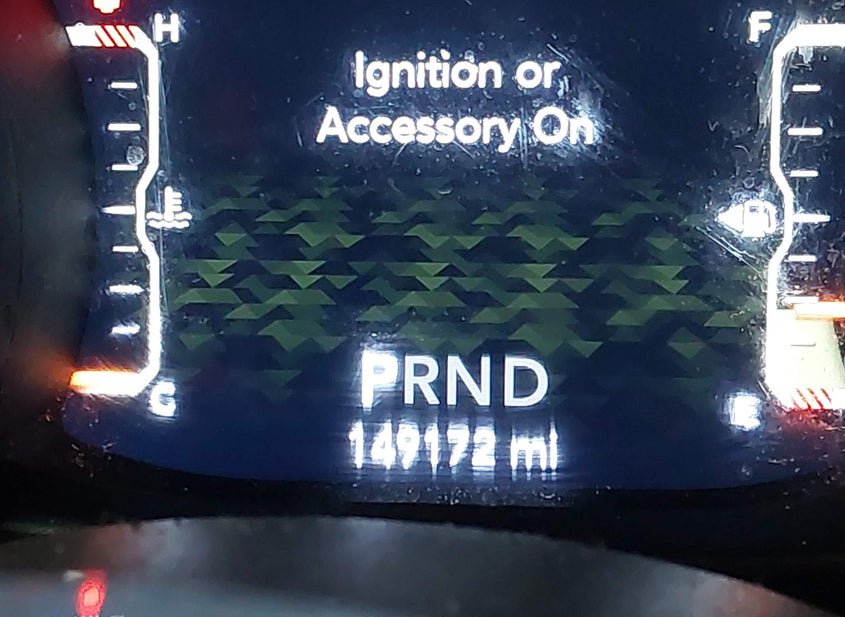 H
F
Ignition or
Accessory On
E
PRND
C
E
149172 mi